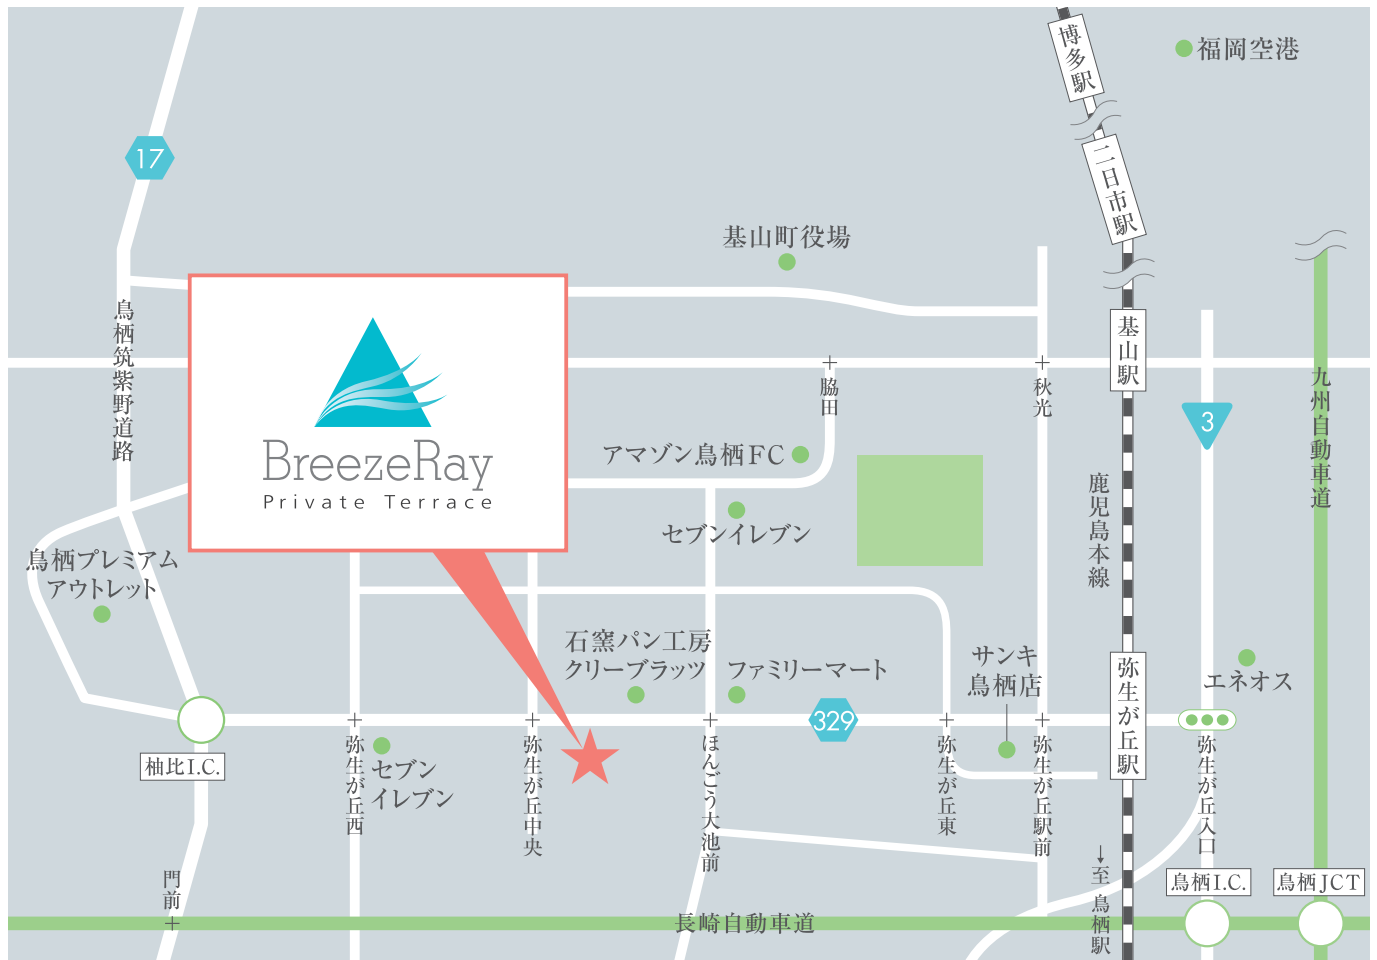 博多駅
福岡空港
17
二日市駅
基山町役場
鳥栖筑紫野道路
基山駅
脇田
秋光
九州自動車道
3
BreezeRay
Private Terrace
アマゾン鳥栖FC
鹿児島本線
セブンイレブン
鳥栖プレミアム
アウトレット
石窯パン工房
クリーブラッツ
ファミリーマート
サンキ
鳥栖店
弥生が丘駅
エネオス
329
柚比I.C.
弥生が丘西
セブン
イレブン
弥生が丘中央
ほんごう大池前
弥生が丘東
弥生が丘駅前
弥生が丘入口
門前
↓至 鳥栖駅
鳥栖I.C.
鳥栖JCT
長崎自動車道